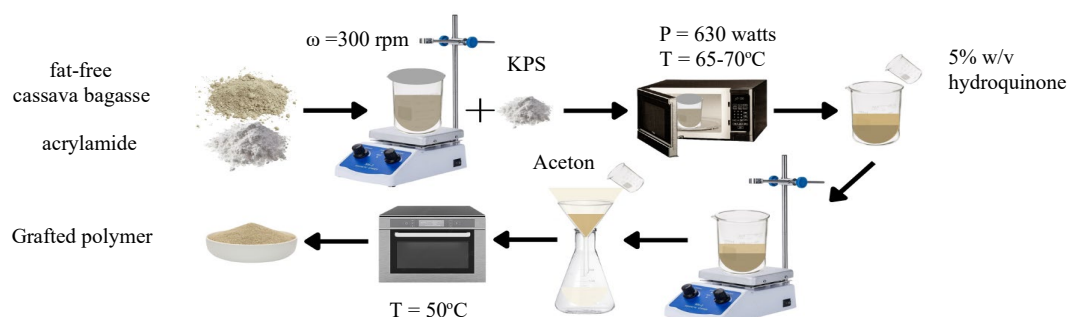 fat-free
cassava bagasse
acrylamide
ω =300 rpm
KPS
P = 630 watts
T = 65-70ºC
5% w/v
hydroquinone
Aceton
T = 50ºC
Grafted polymer